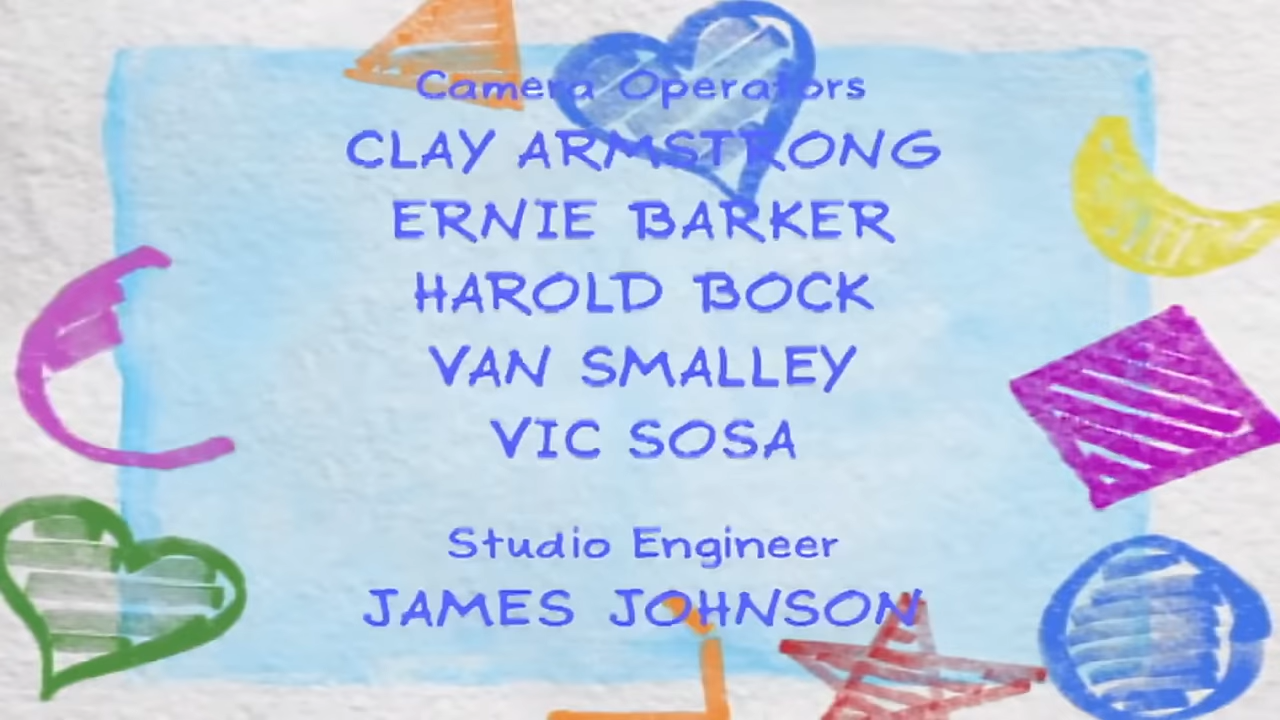 Camera Operators
CLAY ARMSTRONG
ERNIE BARKER
HAROLD BOCK
VAN SMALLEY
VIC SOSA
Studio Engineer
JAMES JOHNSON